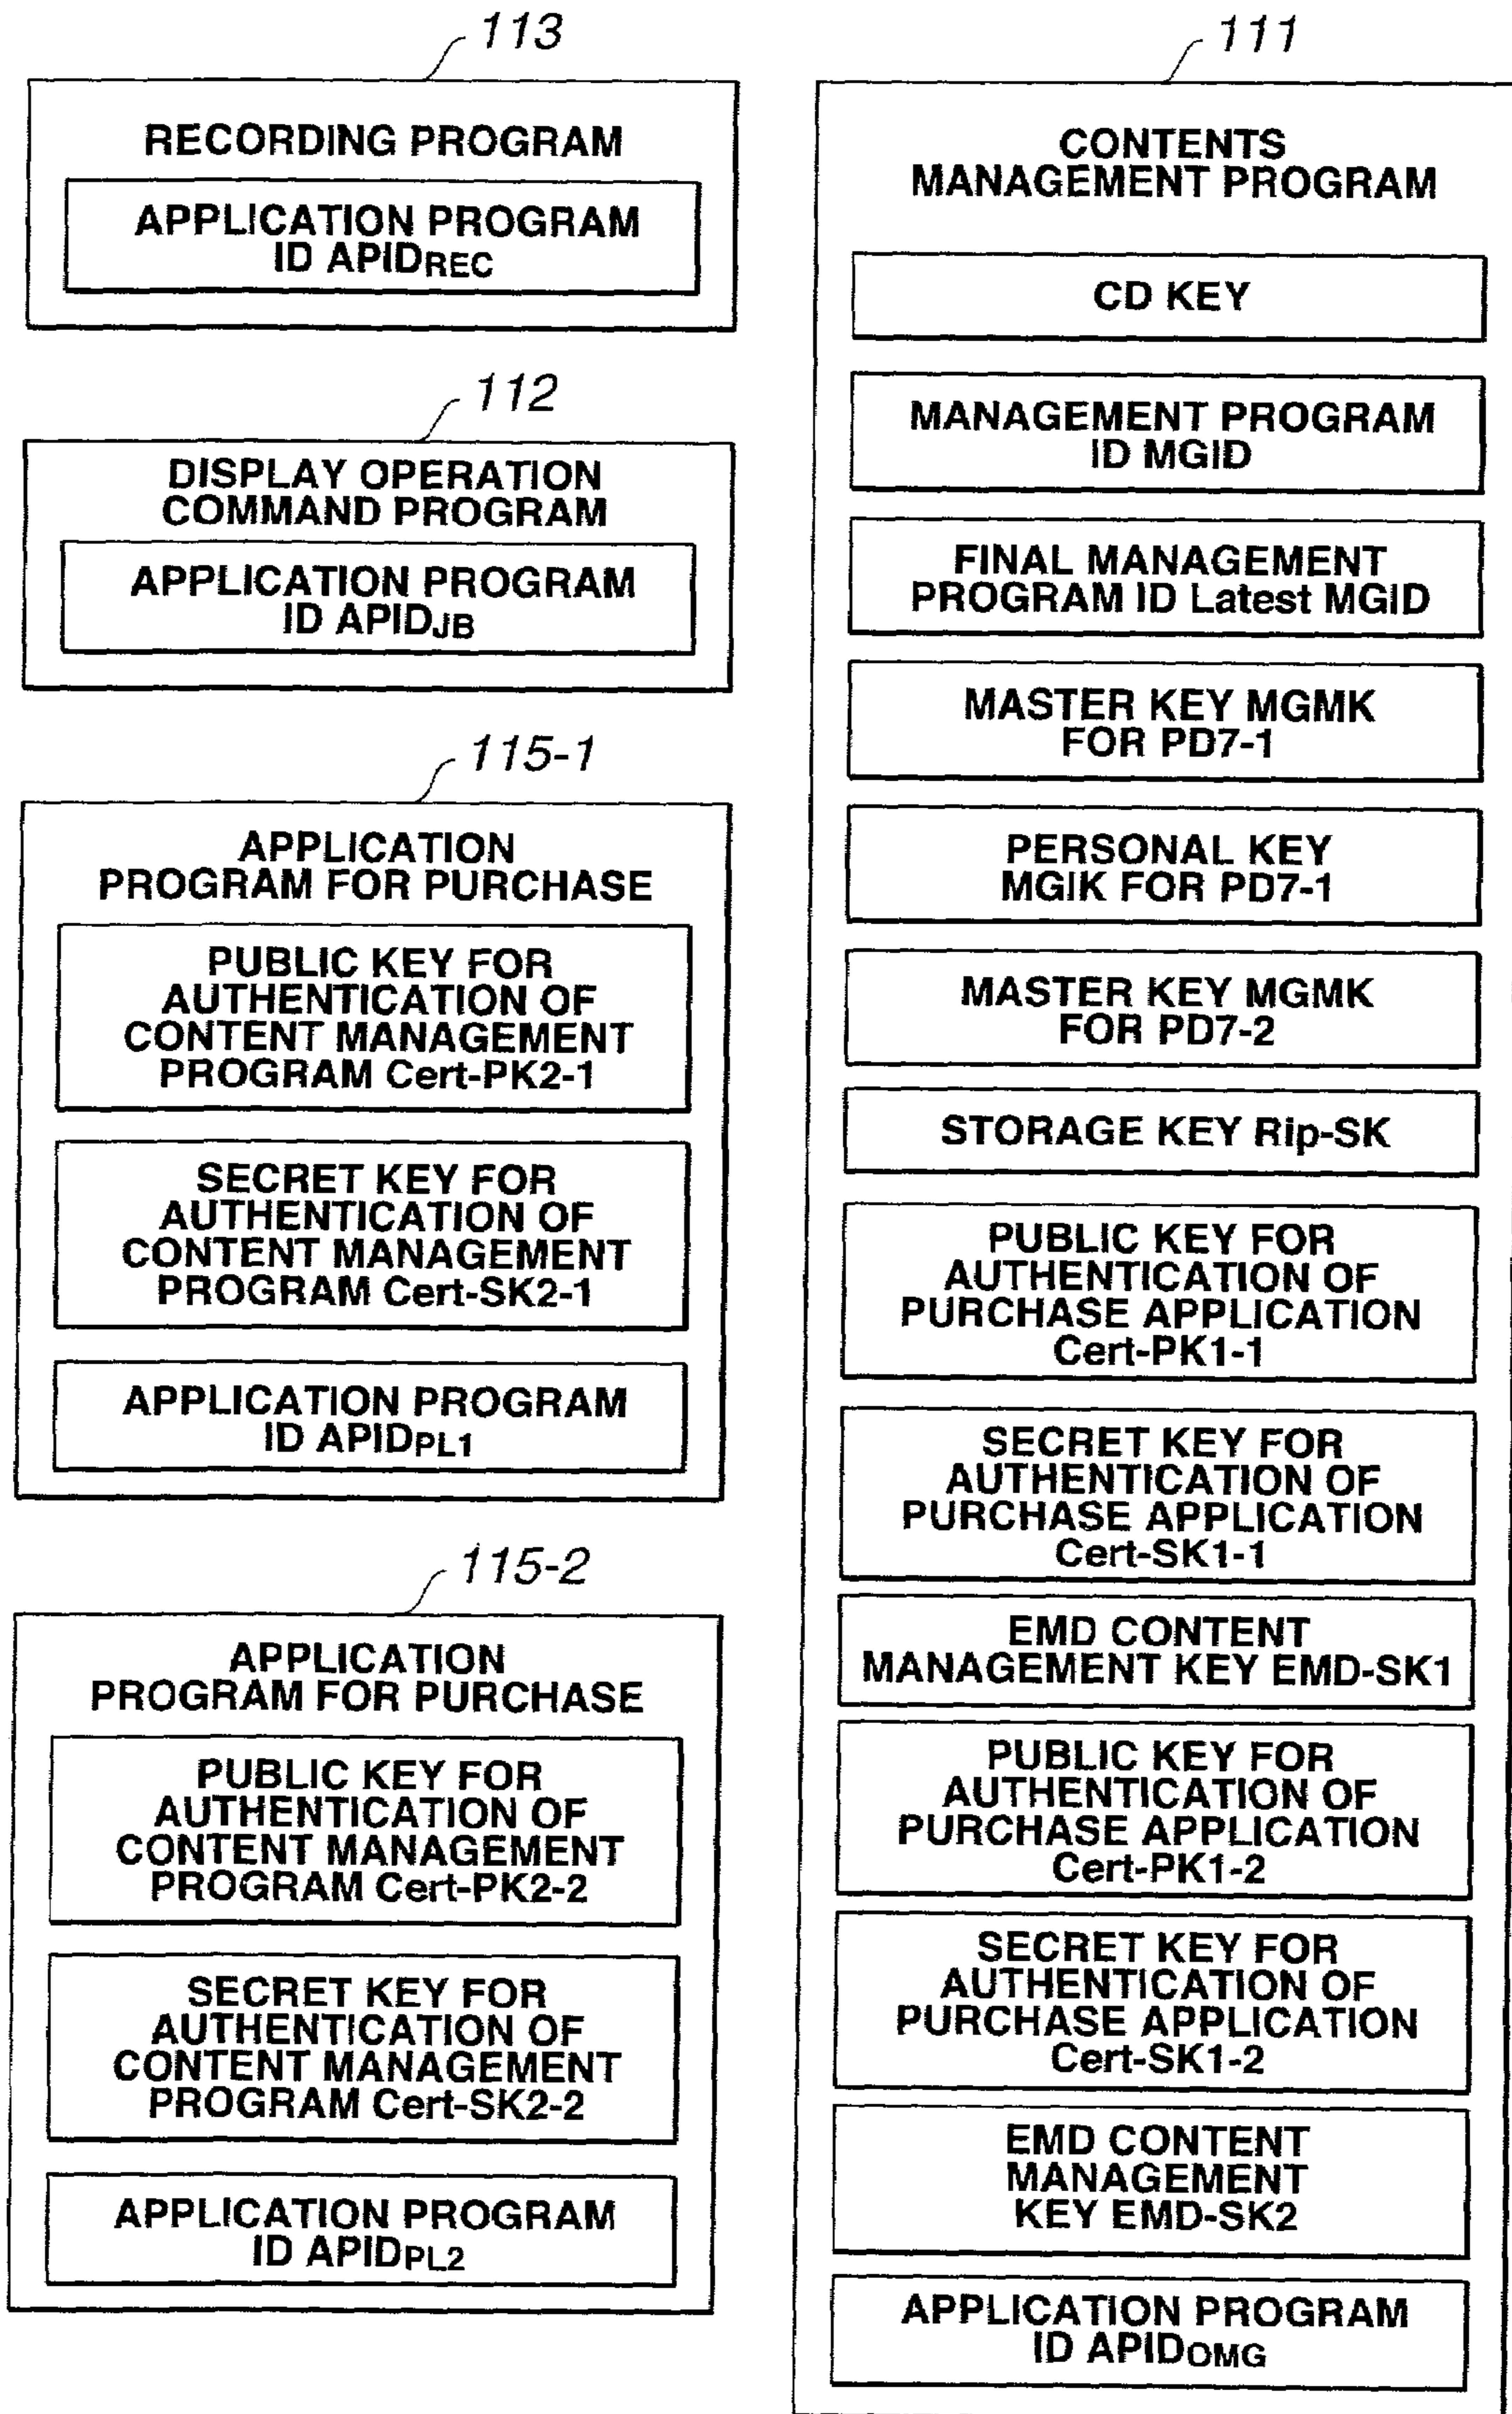 113
RECORDING PROGRAM
APPLICATION PROGRAM
ID APIDREC
112
DISPLAY OPERATION
COMMAND PROGRAM
APPLICATION PROGRAM
ID APIDJB
115-1
APPLICATION
PROGRAM FOR PURCHASE
PUBLIC KEY FOR
AUTHENTICATION OF
CONTENT MANAGEMENT
PROGRAM Cert-PK2-1
SECRET KEY FOR
AUTHENTICATION OF
CONTENT MANAGEMENT
PROGRAM Cert-SK2-1
APPLICATION PROGRAM
ID APIDPL1
115-2
APPLICATION
PROGRAM FOR PURCHASE
PUBLIC KEY FOR
AUTHENTICATION OF
CONTENT MANAGEMENT
PROGRAM Cert-PK2-2
SECRET KEY FOR
AUTHENTICATION OF
CONTENT MANAGEMENT
PROGRAM Cert-SK2-2
APPLICATION PROGRAM
ID APIDPL2
111
CONTENTS
MANAGEMENT PROGRAM
CD KEY
MANAGEMENT PROGRAM
ID MGID
FINAL MANAGEMENT
PROGRAM ID Latest MGID
MASTER KEY MGMK
FOR PD7-1
PERSONAL KEY
MGIK FOR PD7-1
MASTER KEY MGMK
FOR PD7-2
STORAGE KEY Rip-SK
PUBLIC KEY FOR
AUTHENTICATION OF
PURCHASE APPLICATION
Cert-PK1-1
SECRET KEY FOR
AUTHENTICATION OF
PURCHASE APPLICATION
Cert-SK1-1
EMD CONTENT
MANAGEMENT KEY EMD-SK1
PUBLIC KEY FOR
AUTHENTICATION OF
PURCHASE APPLICATION
Cert-PK1-2
SECRET KEY FOR
AUTHENTICATION OF
PURCHASE APPLICATION
Cert-SK1-2
EMD CONTENT
MANAGEMENT
KEY EMD-SK2
APPLICATION PROGRAM
ID APIDOMG